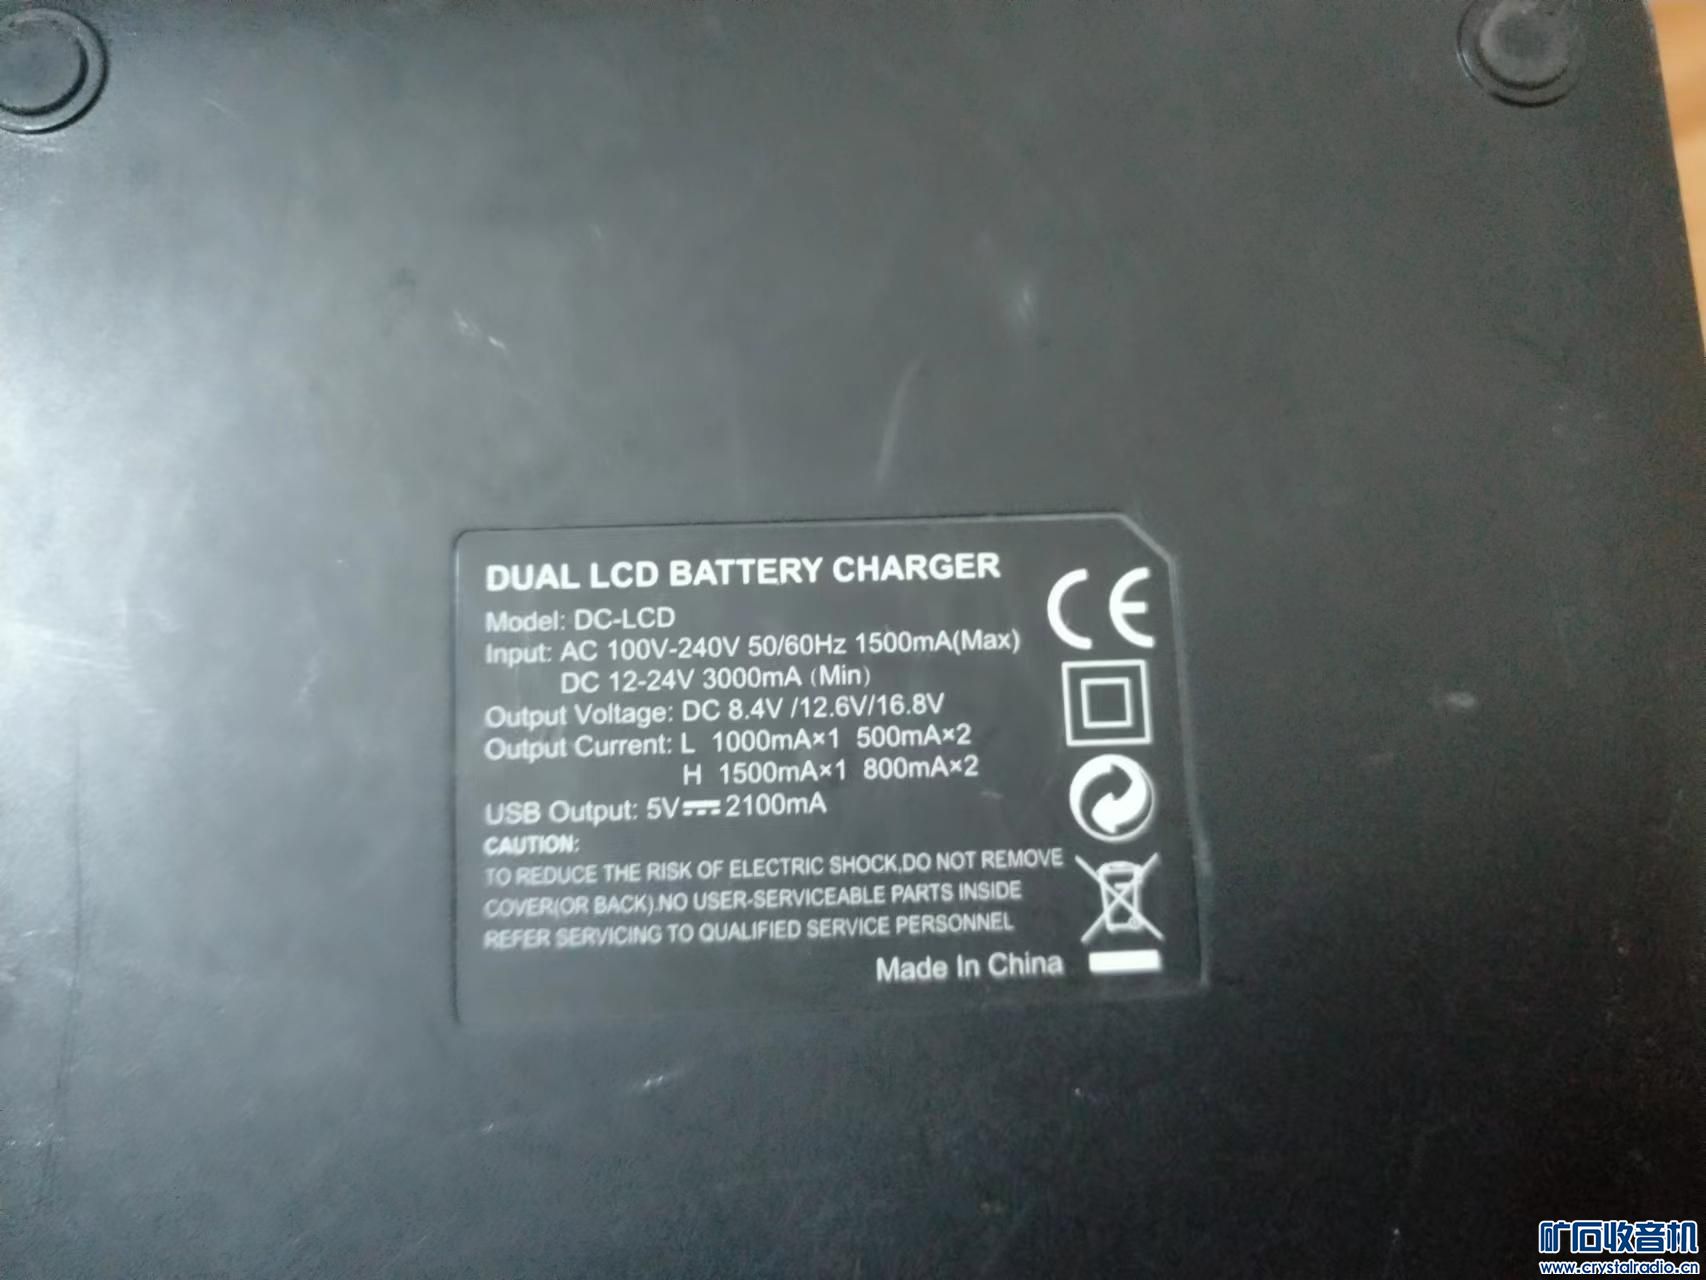 DUAL LCD BATTERY CHARGER
Model: DC-LCD
Input: AC 100V-240V 50/60Hz 1500mA(Max)
DC 12-24V 3000mA (Min)
Output Voltage: DC 8.4V /12.6V/16.8V
Output Current: L 1000mA×1 500mA×2
H 1500mA×1 800mA×2
USB Output: 5V⎓2100mA
CAUTION:
TO REDUCE THE RISK OF ELECTRIC SHOCK,DO NOT REMOVE
COVER(OR BACK).NO USER-SERVICEABLE PARTS INSIDE
REFER SERVICING TO QUALIFIED SERVICE PERSONNEL
Made In China
CE
矿石收音机
www.crystalradio.cn